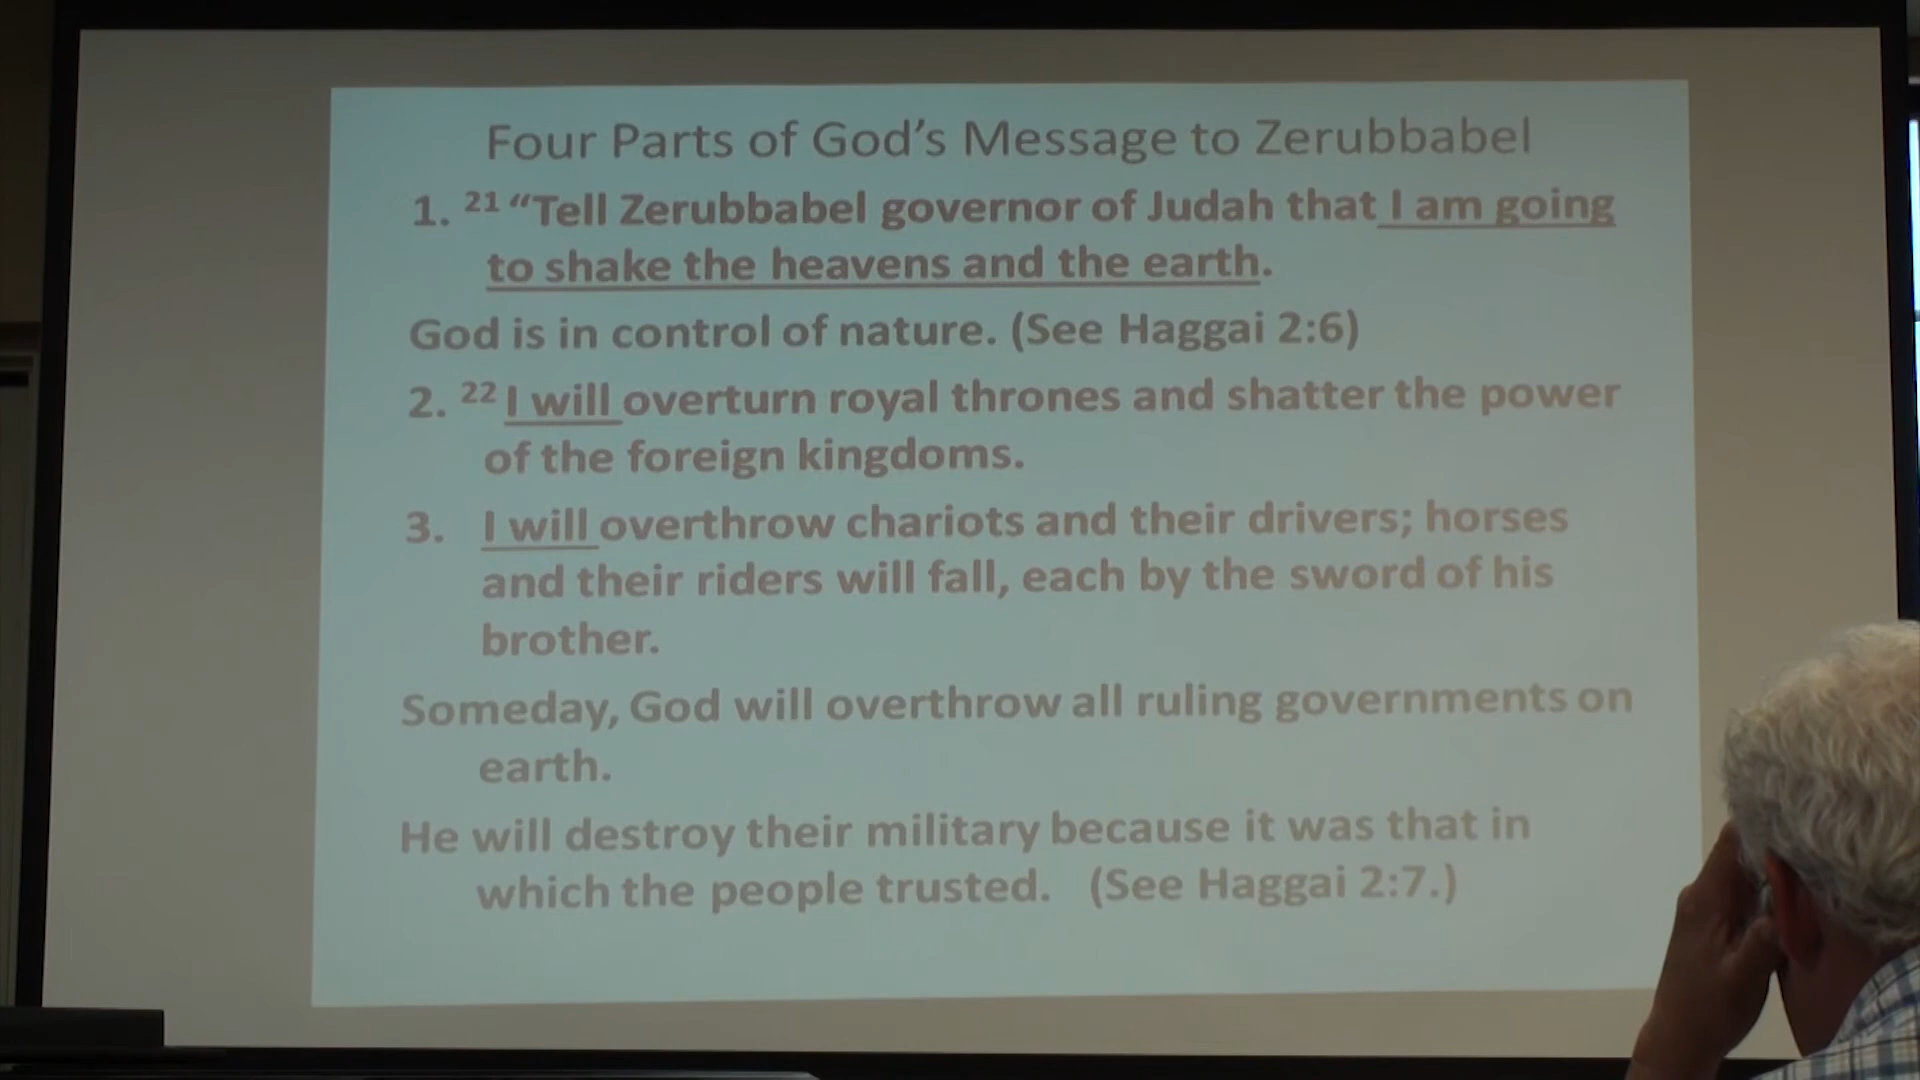 Four Parts of God’s Message to Zerubbabel
1. 21 “Tell Zerubbabel governor of Judah that I am going
to shake the heavens and the earth.
God is in control of nature. (See Haggai 2:6)
2. 22 I will overturn royal thrones and shatter the power
of the foreign kingdoms.
3. I will overthrow chariots and their drivers; horses
and their riders will fall, each by the sword of his
brother.
Someday, God will overthrow all ruling governments on
earth.
He will destroy their military because it was that in
which the people trusted. (See Haggai 2:7.)